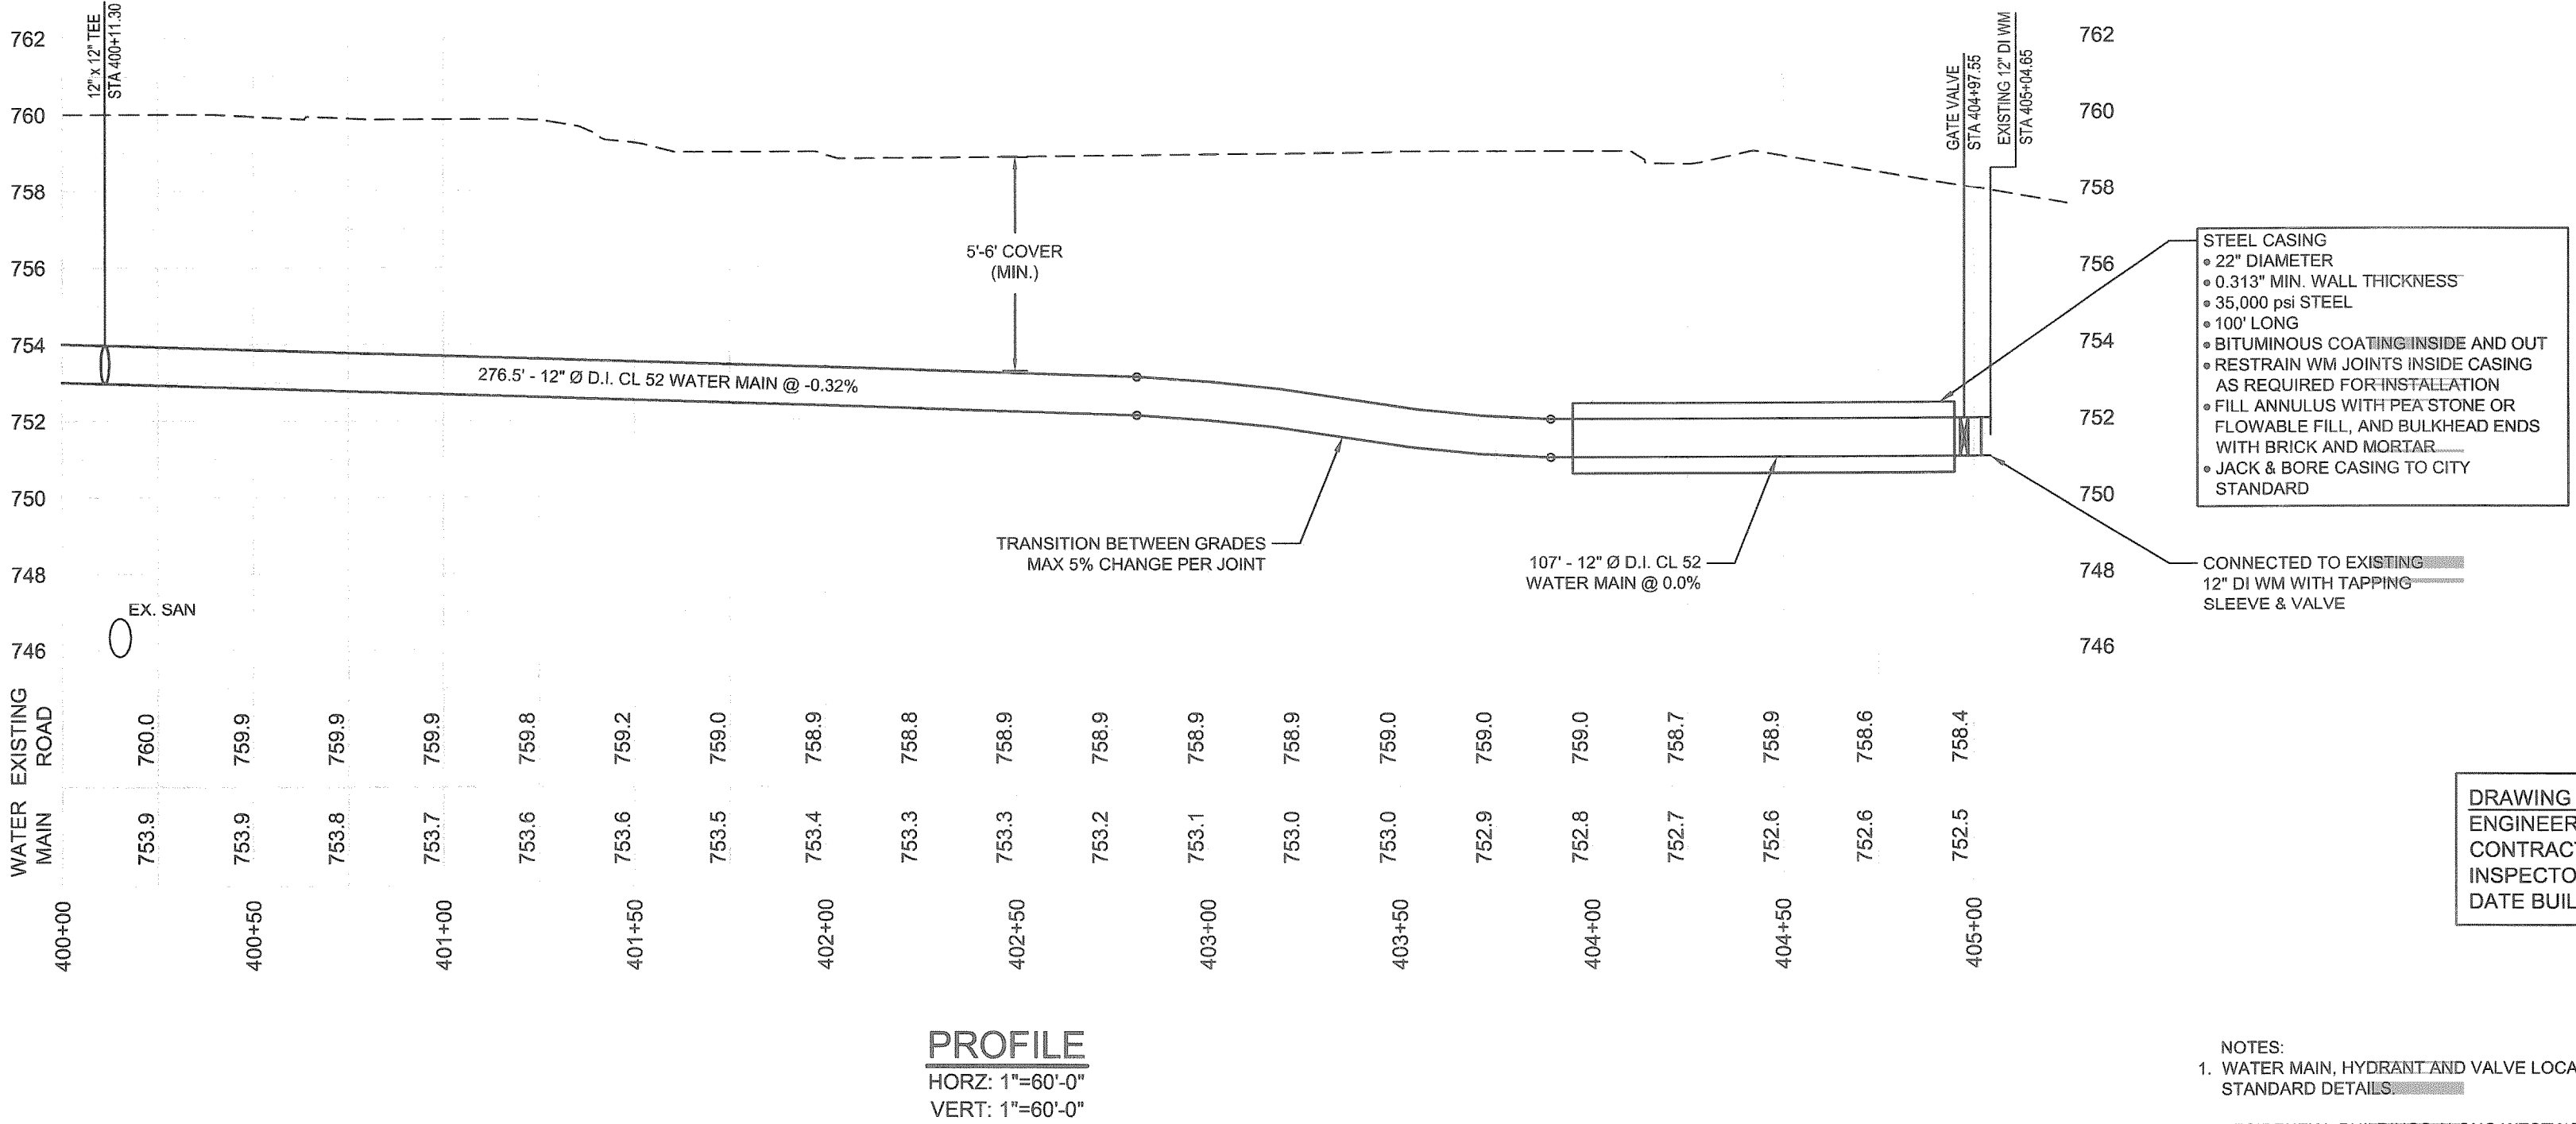 762
760
758
756
754
752
750
748
746
12" x 12" TEE
STA 400+11.30
5'-6' COVER
(MIN.)
276.5' - 12" Ø D.I. CL 52 WATER MAIN @ -0.32%
TRANSITION BETWEEN GRADES
MAX 5% CHANGE PER JOINT
107' - 12" Ø D.I. CL 52
WATER MAIN @ 0.0%
EX. SAN
GATE VALVE
STA 404+97.55
EXISTING 12" DI WM
STA 405+04.65
762
760
758
756
754
752
750
748
746
STEEL CASING
• 22" DIAMETER
• 0.313" MIN. WALL THICKNESS
• 35,000 psi STEEL
• 100' LONG
• BITUMINOUS COATING INSIDE AND OUT
• RESTRAIN WM JOINTS INSIDE CASING
AS REQUIRED FOR INSTALLATION
• FILL ANNULUS WITH PEA STONE OR
FLOWABLE FILL, AND BULKHEAD ENDS
WITH BRICK AND MORTAR
• JACK & BORE CASING TO CITY
STANDARD
CONNECTED TO EXISTING
12" DI WM WITH TAPPING
SLEEVE & VALVE
EXISTING
ROAD
760.0 759.9 759.9 759.9 759.8 759.2 759.0 758.9 758.8 758.9 758.9 758.9 758.9 759.0 759.0 759.0 758.7 758.9 758.6 758.4
WATER
MAIN
753.9 753.9 753.8 753.7 753.6 753.6 753.5 753.4 753.3 753.3 753.2 753.1 753.0 753.0 752.9 752.8 752.7 752.6 752.6 752.5
400+00 400+50 401+00 401+50 402+00 402+50 403+00 403+50 404+00 404+50 405+00
DRAWING
ENGINEER
CONTRACT
INSPECTO
DATE BUIL
PROFILE
HORZ: 1"=60'-0"
VERT: 1"=60'-0"
NOTES:
1. WATER MAIN, HYDRANT AND VALVE LOCA
STANDARD DETAILS.